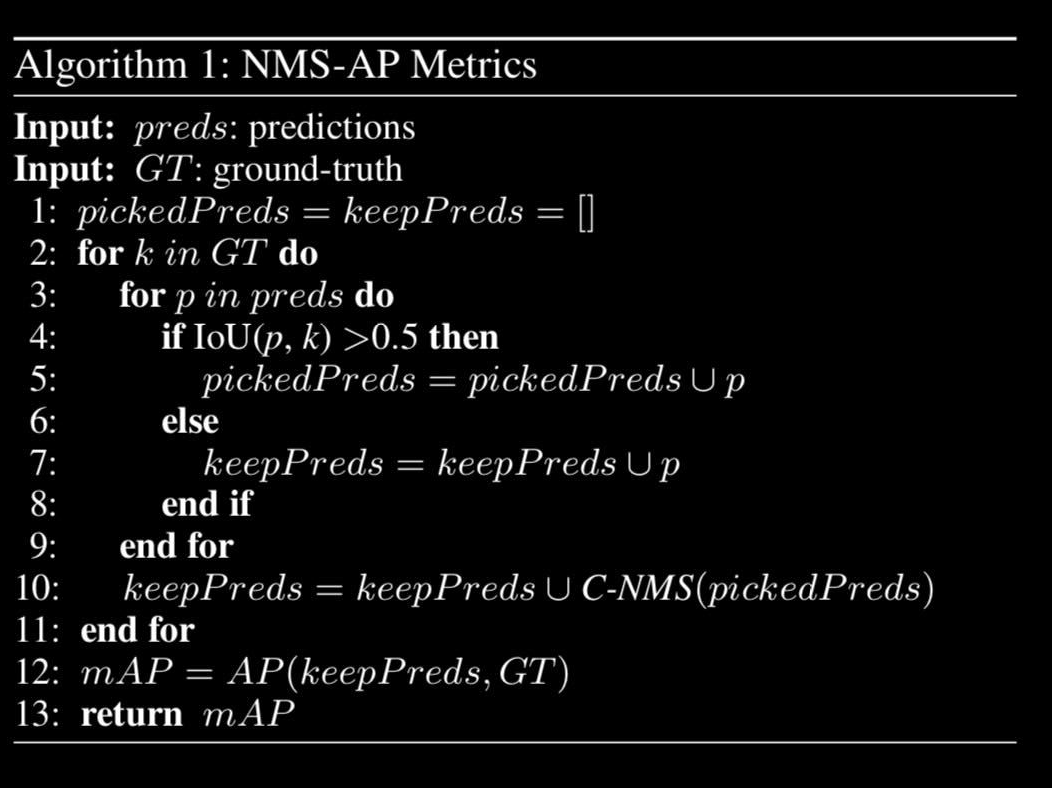 Algorithm 1: NMS-AP Metrics
Input: preds: predictions
Input: GT: ground-truth
1: pickedPreds = keepPreds = []
2: for k in GT do
3: for p in preds do
4: if IoU(p, k) >0.5 then
5: pickedPreds = pickedPreds ∪ p
6: else
7: keepPreds = keepPreds ∪ p
8: end if
9: end for
10: keepPreds = keepPreds ∪ C-NMS(pickedPreds)
11: end for
12: mAP = AP(keepPreds, GT)
13: return mAP